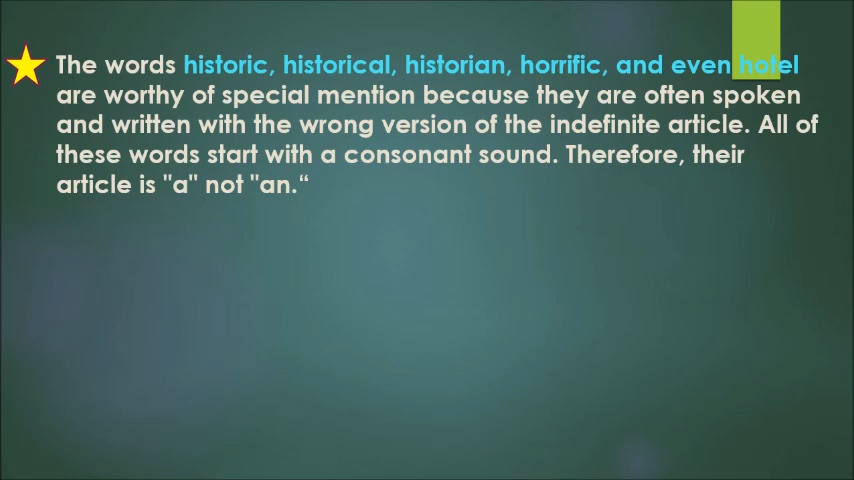 The words historic, historical, historian, horrific, and even hotel
are worthy of special mention because they are often spoken
and written with the wrong version of the indefinite article. All of
these words start with a consonant sound. Therefore, their
article is "a" not "an.“